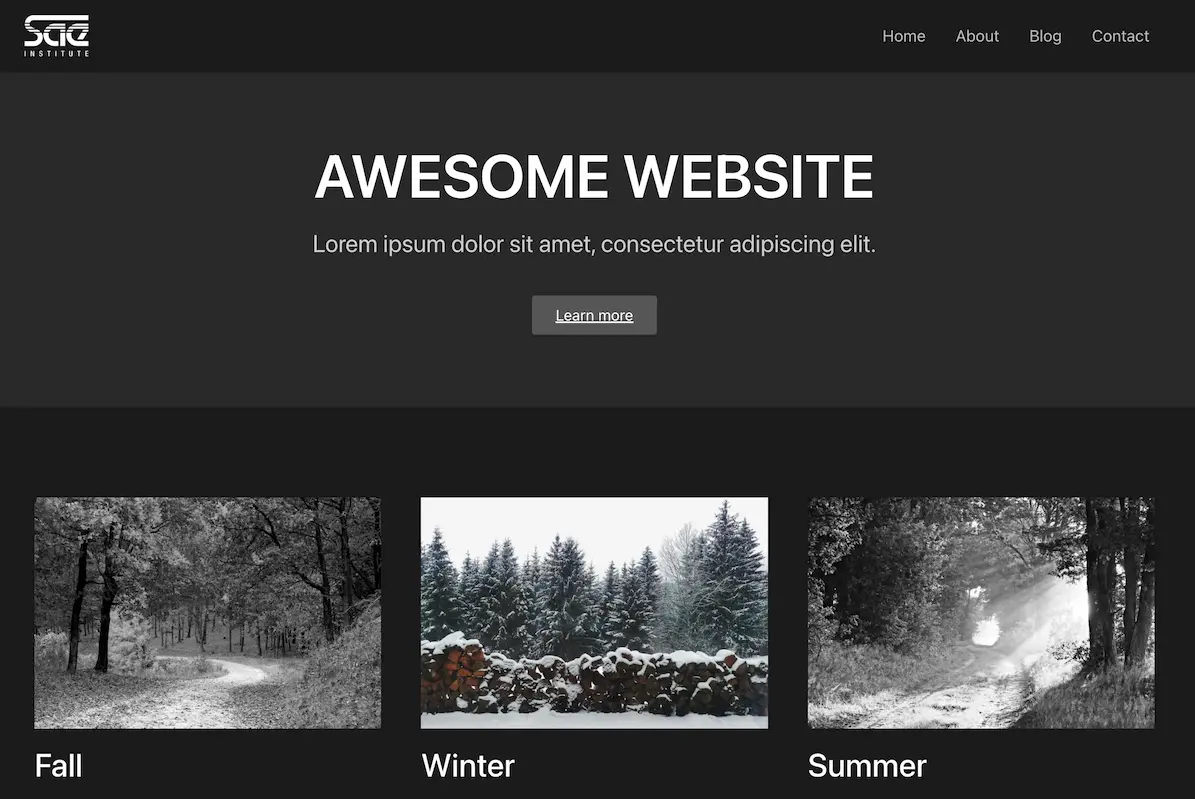 sae
INSTITUTE
Home About Blog Contact
AWESOME WEBSITE
Lorem ipsum dolor sit amet, consectetur adipiscing elit.
Learn more
Fall Winter Summer